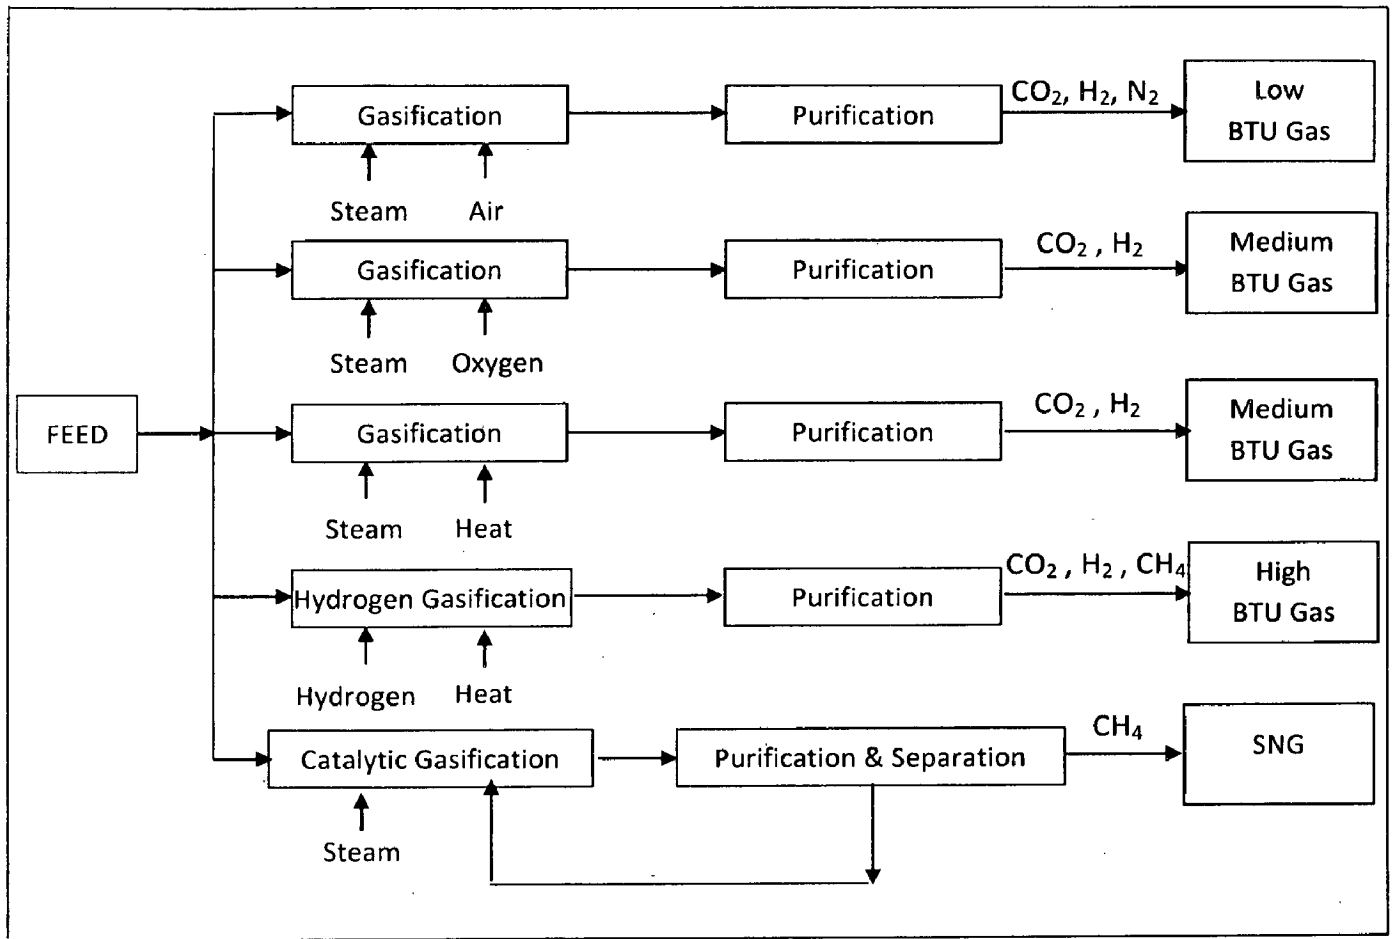 Gasification
Purification
CO₂, H₂, N₂
Low
BTU Gas
Steam
Air
Gasification
Purification
CO₂ , H₂
Medium
BTU Gas
Steam
Oxygen
FEED
Gasification
Purification
CO₂ , H₂
Medium
BTU Gas
Steam
Heat
Hydrogen Gasification
Purification
CO₂ , H₂ , CH₄
High
BTU Gas
Hydrogen
Heat
Catalytic Gasification
Purification & Separation
CH₄
SNG
Steam